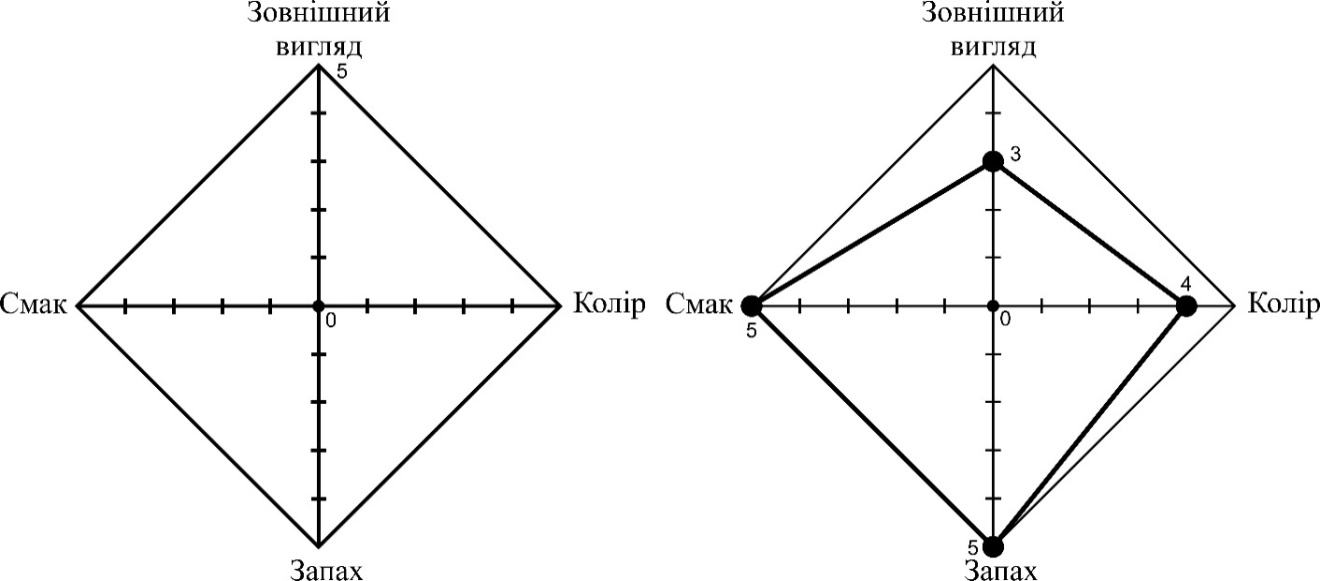 Зовнішний
вигляд
5
Смак
0
Колір
Запах
Зовнішний
вигляд
3
4
Смак
5
0
Колір
5
Запах